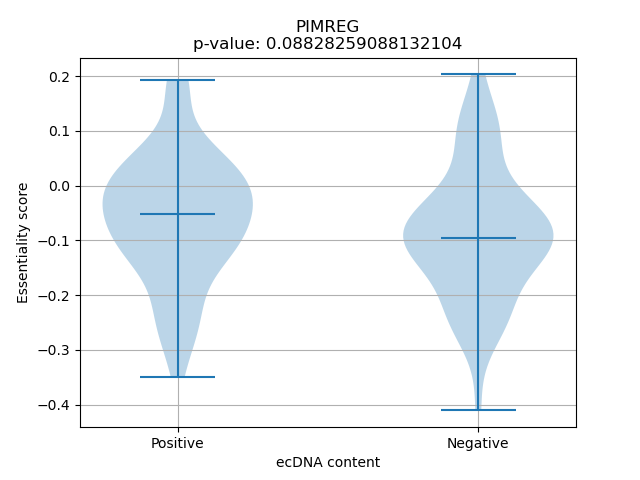 PIMREG
p-value: 0.08828259088132104
Essentiality score
0.2
0.1
0.0
−0.1
−0.2
−0.3
−0.4
Positive
Negative
ecDNA content